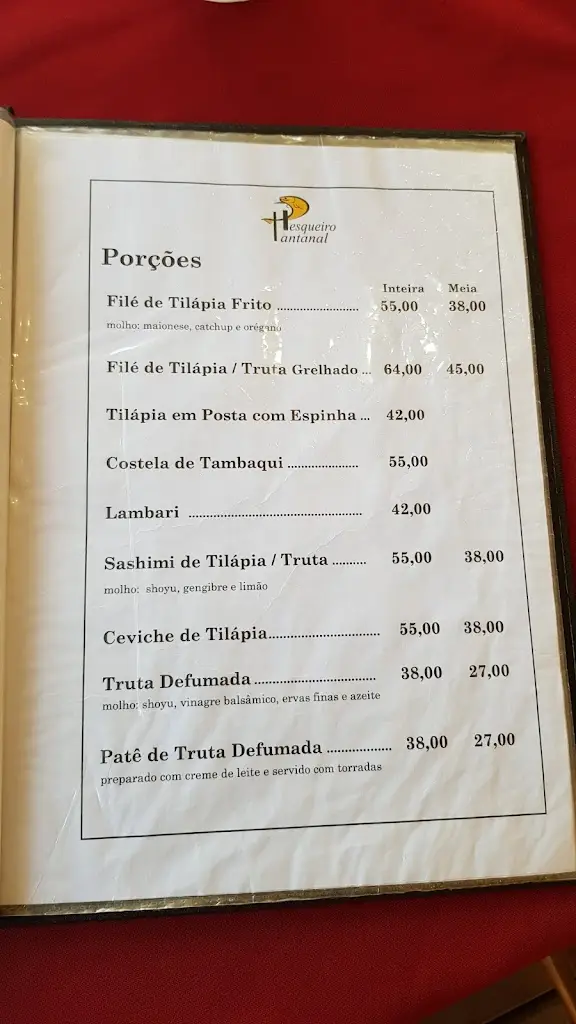 Pesqueiro
Pantanal
Porções
Inteira Meia
Filé de Tilápia Frito ........................ 55,00 38,00
molho: maionese, catchup e orégano
Filé de Tilápia / Truta Grelhado ... 64,00 45,00
Tilápia em Posta com Espinha ... 42,00
Costela de Tambaqui ..................... 55,00
Lambari .................................................... 42,00
Sashimi de Tilápia / Truta .......... 55,00 38,00
molho: shoyu, gengibre e limão
Ceviche de Tilápia................................. 55,00 38,00
Truta Defumada .................................... 38,00 27,00
molho: shoyu, vinagre balsâmico, ervas finas e azeite
Patê de Truta Defumada ................... 38,00 27,00
preparado com creme de leite e servido com torradas